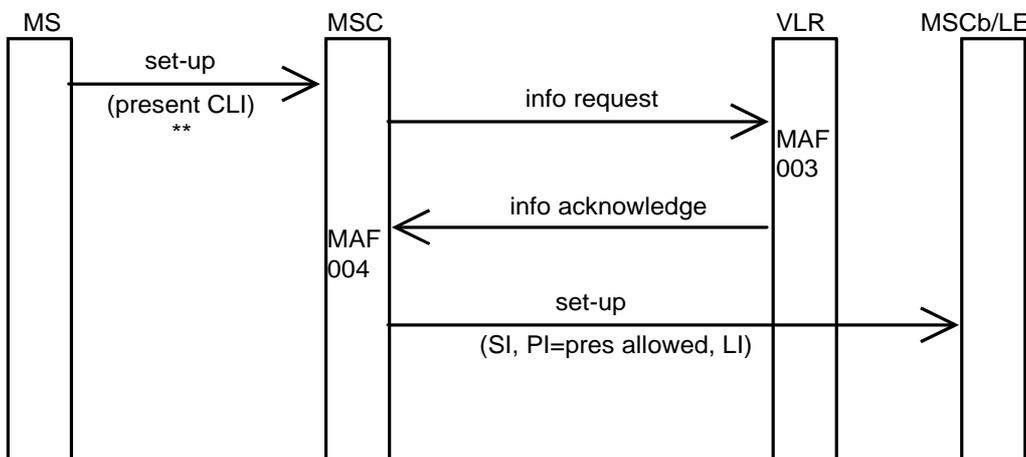 MS
MSC
VLR
MSCb/LE
set-up
(present CLI)
**
info request
MAF
003
info acknowledge
MAF
004
set-up
(SI, PI=pres allowed, LI)